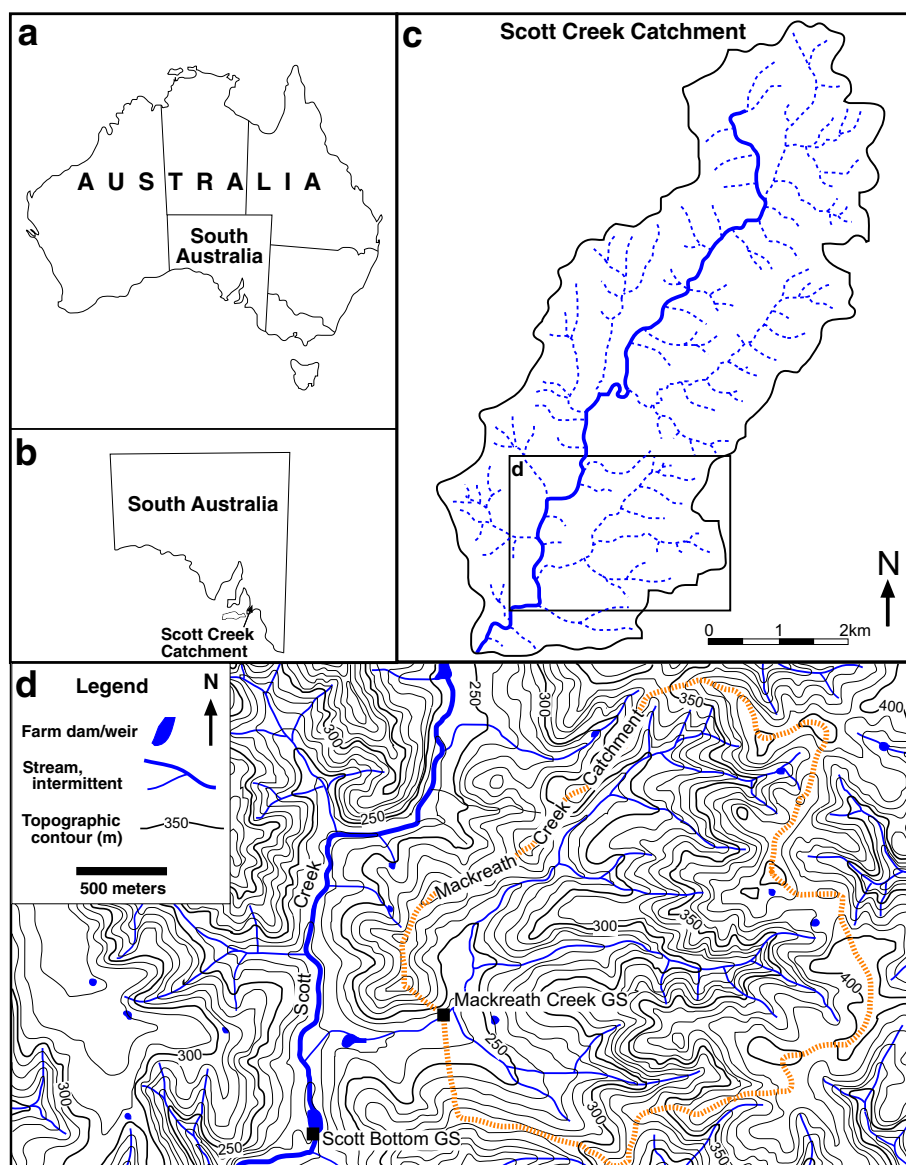 a
A U S T R A L I A
South
Australia
b
South Australia
Scott Creek
Catchment
c
Scott Creek Catchment
d
N
0 1 2km
d
Legend
N
Farm dam/weir
Stream,
intermittent
Topographic
contour (m)
350
500 meters
250
300
350
400
300
250
Mackreath Creek Catchment
Creek
Scott
300
350
400
Mackreath Creek GS
250
300
300
300
350
250
Scott Bottom GS